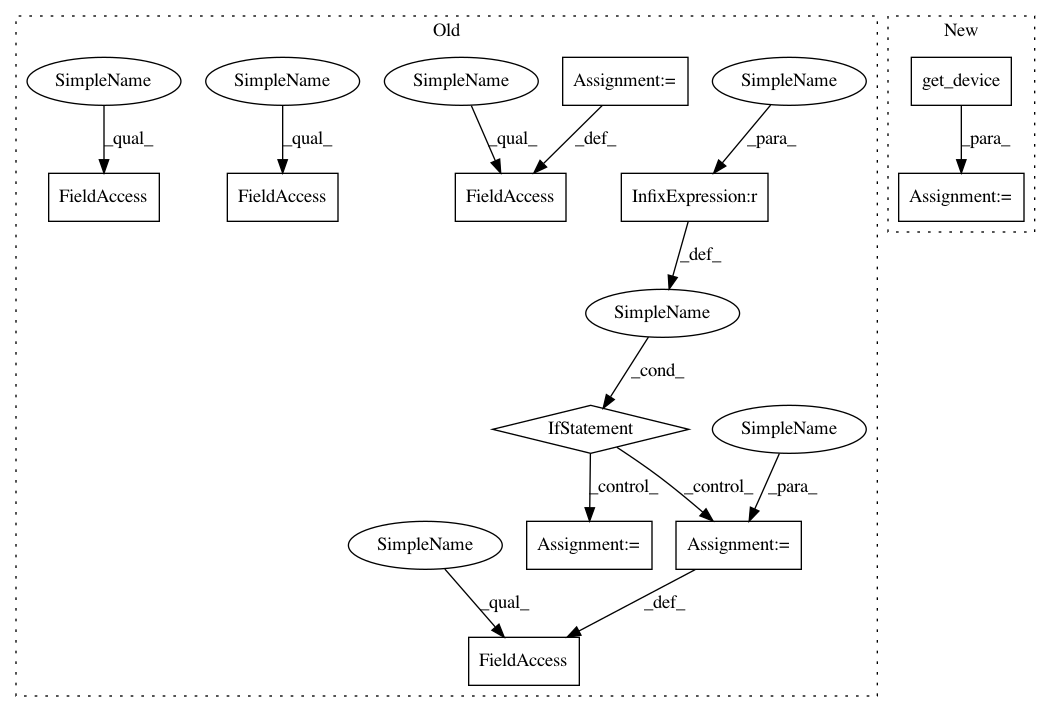 Old
New
SimpleName
SimpleName
SimpleName
Assignment:=
SimpleName
get_device
_qual_
_qual_
_qual_
_def_
_para_
_para_
FieldAccess
FieldAccess
FieldAccess
InfixExpression:r
Assignment:=
_def_
SimpleName
_cond_
IfStatement
SimpleName
_control_
_control_
_para_
SimpleName
Assignment:=
Assignment:=
_qual_
_def_
FieldAccess